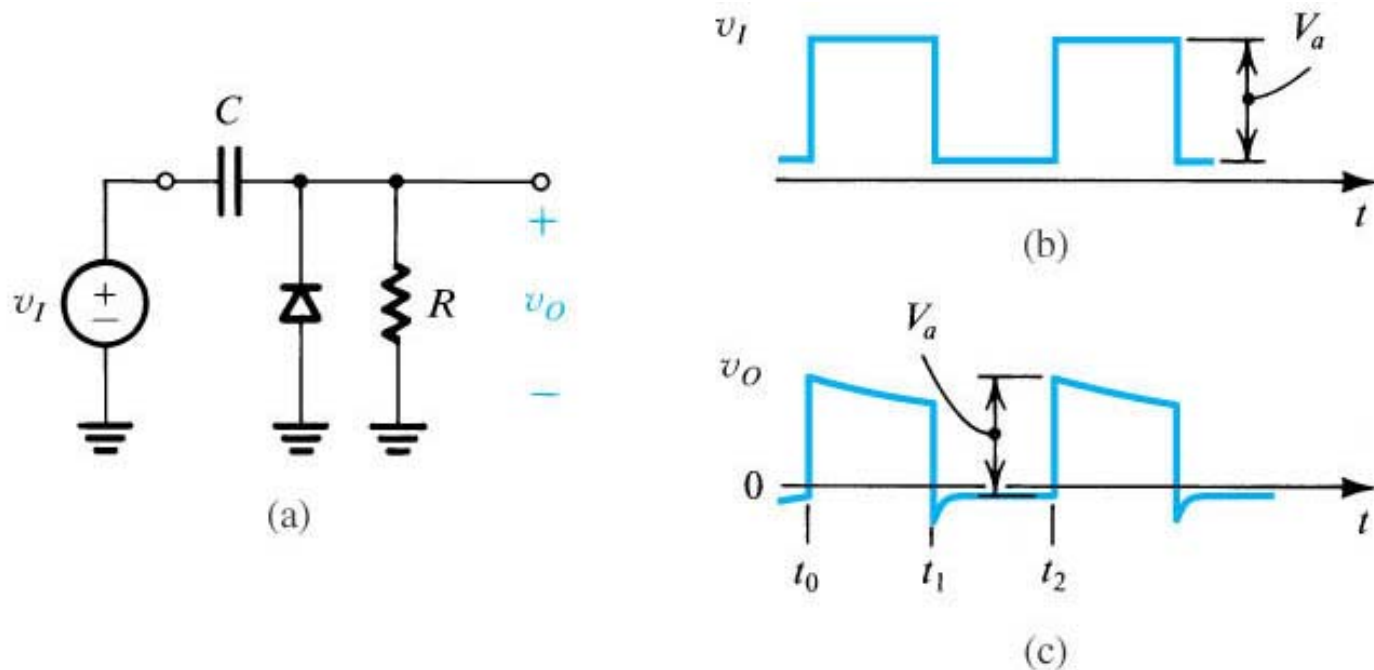 C
v_I
+
−
R
+
v_O
−
(a)
v_I
V_a
t
(b)
v_O
V_a
0
t
t_0
t_1
t_2
(c)